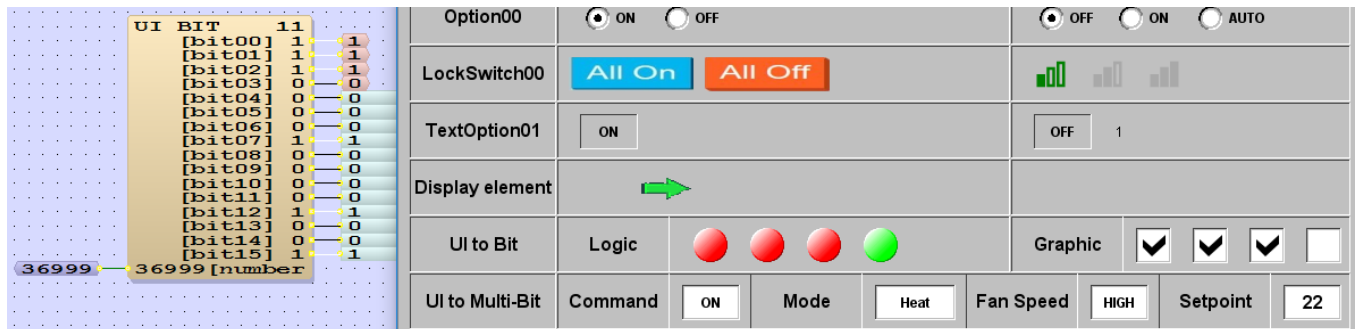 UI BIT 11
[bit00] 1 1
[bit01] 1 1
[bit02] 1 1
[bit03] 0 0
[bit04] 0 0
[bit05] 0 0
[bit06] 0 0
[bit07] 1 1
[bit08] 0 0
[bit09] 0 0
[bit10] 0 0
[bit11] 0 0
[bit12] 1 1
[bit13] 0 0
[bit14] 0 0
[bit15] 1 1
36999 36999[number
Option00 ON OFF OFF ON AUTO
LockSwitch00 All On All Off
TextOption01 ON OFF 1
Display element
UI to Bit Logic Graphic
UI to Multi-Bit Command ON Mode Heat Fan Speed HIGH Setpoint 22